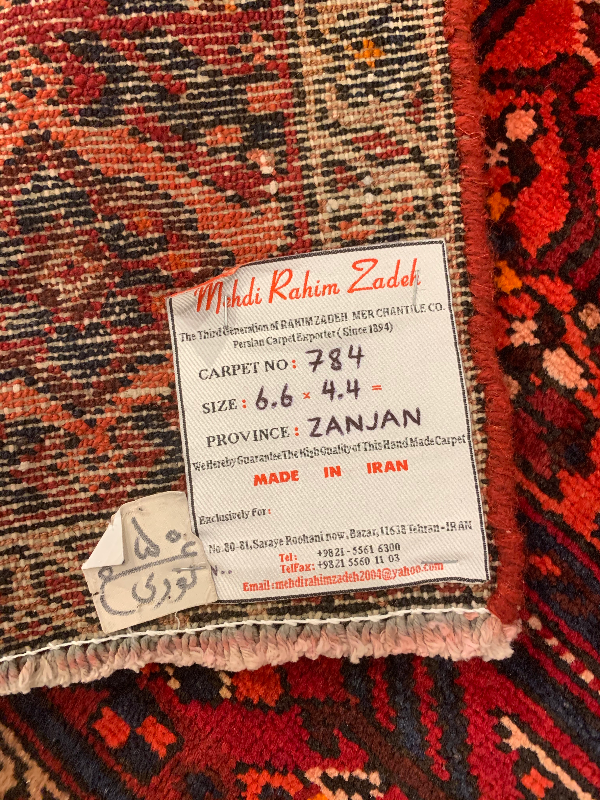 Mehdi Rahim Zadeh
The Third Generation of RAHIM ZADEH MERCHANTILE CO.
Persian Carpet Exporter ( Since 1894)
CARPET NO: 784
SIZE: 6.6 × 4.4 =
PROVINCE: ZANJAN
We Hereby Guarantee The High Quality of This Hand Made Carpet
MADE IN IRAN
Exclusively For:
No:80-81, Saraye Roohani now, Bazar, 11638 Tehran-IRAN
Tel: +9821-5561 6300
TelFax: +9821 5560 11 03
Email: mehdirahimzadeh2004@yahoo.com